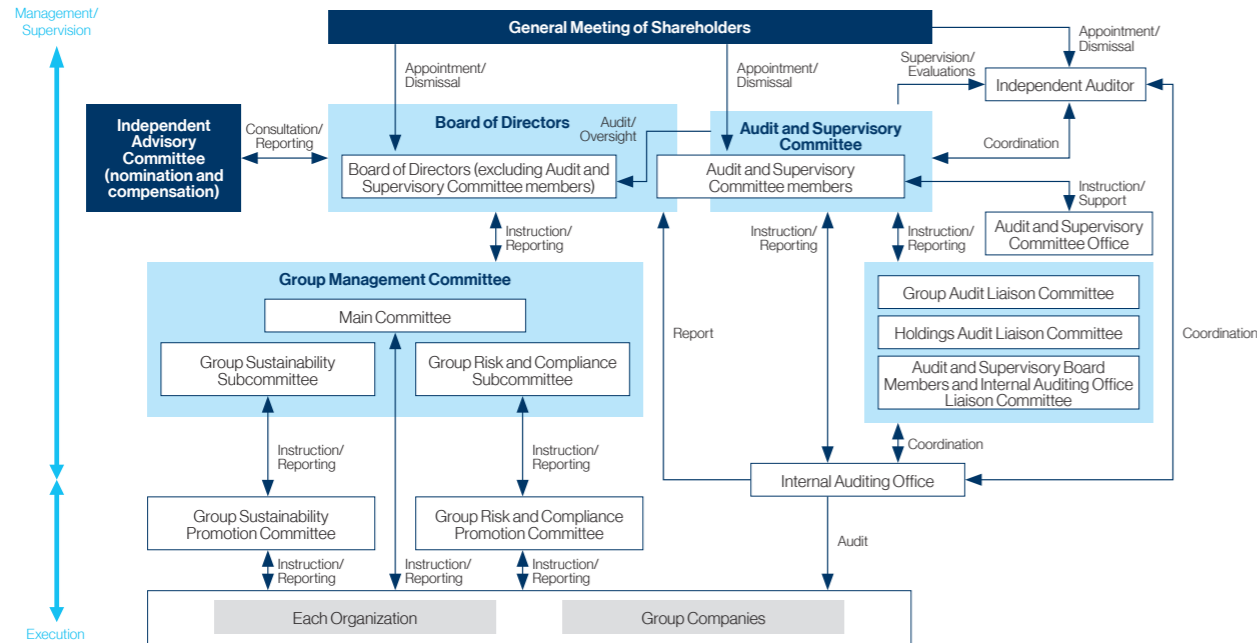 Management/
Supervision
General Meeting of Shareholders
Appointment/
Dismissal
Appointment/
Dismissal
Appointment/
Dismissal
Supervision/
Evaluations
Independent Auditor
Independent
Advisory
Committee
(nomination and
compensation)
Consultation/
Reporting
Board of Directors
Audit/
Oversight
Audit and Supervisory
Committee
Coordination
Board of Directors (excluding Audit and
Supervisory Committee members)
Audit and Supervisory
Committee members
Instruction/
Support
Audit and Supervisory
Committee Office
Instruction/
Reporting
Instruction/
Reporting
Instruction/
Reporting
Group Management Committee
Main Committee
Group Sustainability
Subcommittee
Group Risk and Compliance
Subcommittee
Report
Group Audit Liaison Committee
Holdings Audit Liaison Committee
Audit and Supervisory Board
Members and Internal Auditing Office
Liaison Committee
Coordination
Instruction/
Reporting
Instruction/
Reporting
Coordination
Internal Auditing Office
Group Sustainability
Promotion Committee
Group Risk and Compliance
Promotion Committee
Audit
Instruction/
Reporting
Instruction/
Reporting
Instruction/
Reporting
Each Organization
Group Companies
Execution